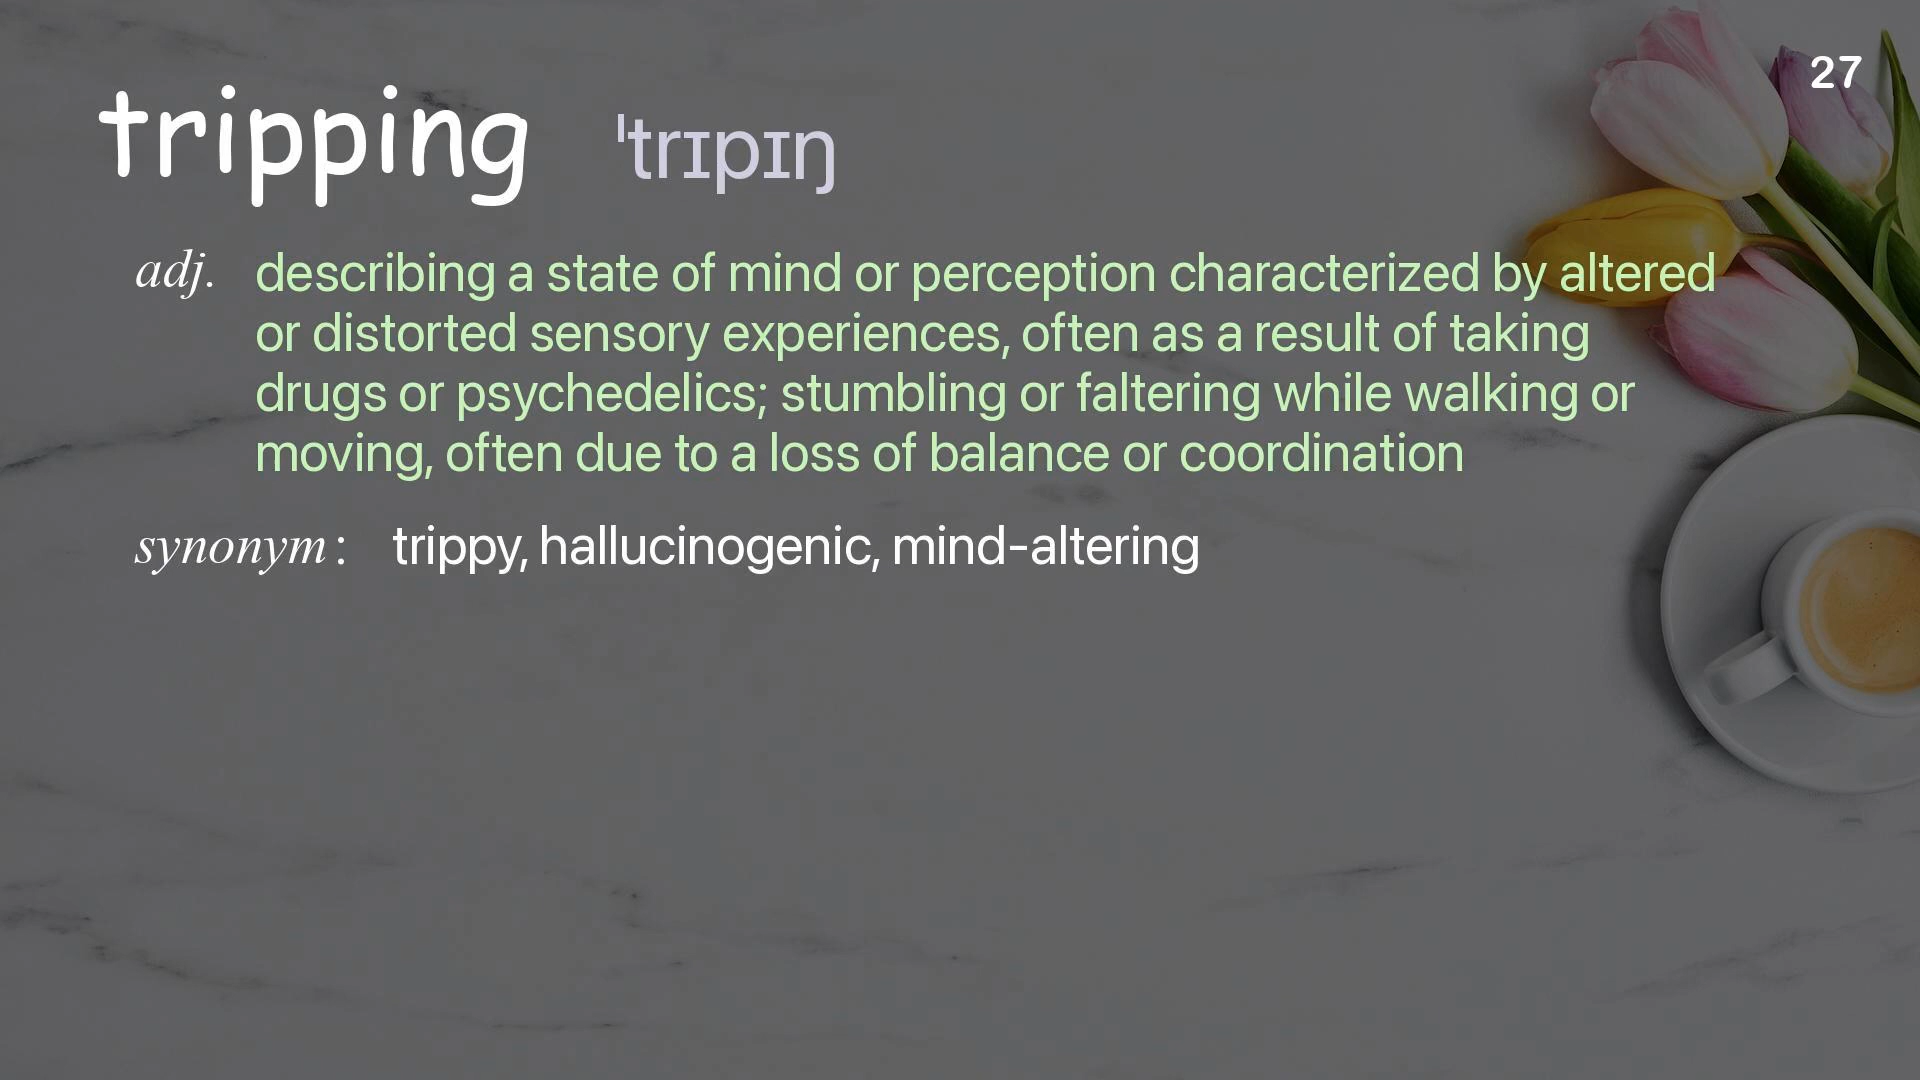 27
tripping ˈtrɪpɪŋ
adj. describing a state of mind or perception characterized by altered
or distorted sensory experiences, often as a result of taking
drugs or psychedelics; stumbling or faltering while walking or
moving, often due to a loss of balance or coordination
synonym: trippy, hallucinogenic, mind-altering